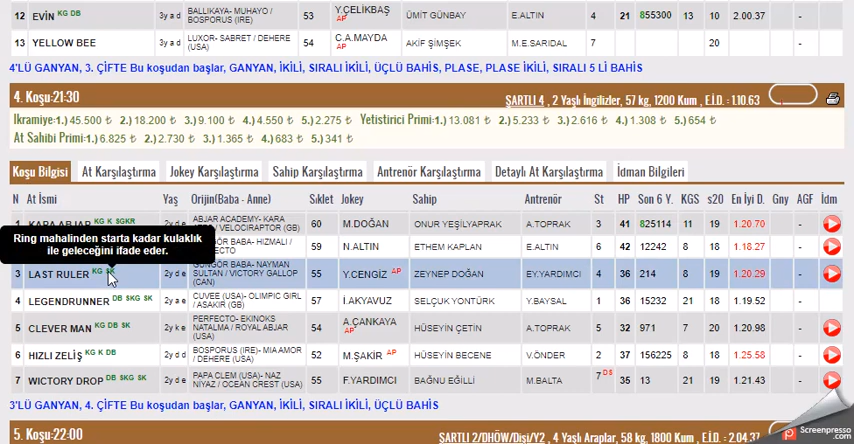 12 EVİN KG DB 3y a d BALLIKAYA- MUHAYO / BOSPORUS (IRE) 53 Y.ÇELİKBAŞ AP ÜMİT GÜNBAY E.ALTIN 4 21 855300 13 10 2.00.37 -
13 YELLOW BEE 3y a d LUXOR- SABRET / DEHERE (USA) 54 C.A.MAYDA AP AKİF ŞİMŞEK M.E.SARIDAL 7 20 -
4'LÜ GANYAN, 3. ÇİFTE Bu koşudan başlar, GANYAN, İKİLİ, SIRALI İKİLİ, ÜÇLÜ BAHİS, PLASE, PLASE İKİLİ, SIRALI 5 Lİ BAHİS
4. Koşu:21:30 ŞARTLI 4 , 2 Yaşlı İngilizler, 57 kg, 1200 Kum , E.İ.D. : 1.10.63
İkramiye:1.) 45.500 ₺ 2.) 18.200 ₺ 3.) 9.100 ₺ 4.) 4.550 ₺ 5.) 2.275 ₺ Yetistirici Primi:1.) 13.081 ₺ 2.) 5.233 ₺ 3.) 2.616 ₺ 4.) 1.308 ₺ 5.) 654 ₺
At Sahibi Primi:1.) 6.825 ₺ 2.) 2.730 ₺ 3.) 1.365 ₺ 4.) 683 ₺ 5.) 341 ₺
Koşu Bilgisi At Karşılaştırma Jokey Karşılaştırma Sahip Karşılaştırma Antrenör Karşılaştırma Detaylı At Karşılaştırma İdman Bilgileri
N At İsmi Yaş Orijin(Baba - Anne) Sıklet Jokey Sahip Antrenör St HP Son 6 Y. KGS s20 En İyi D. Gny AGF İdm
1 KARA ABJAR KG K SGKR 2y d e ABJAR ACADEMY- KARA / VELOCIRAPTOR (GB) 60 M.DOĞAN ONUR YEŞİLYAPRAK A.TOPRAK 3 41 825114 8 11 1.20.70 -
GÖR BABA- HIZMALI / PERFECTO 59 N.ALTIN ETHEM KAPLAN E.ALTIN 6 42 12242 8 18 1.18.27 -
Ring mahalinden starta kadar kulaklık
ile geleceğini ifade eder.
3 LAST RULER KG SK 2y d e GÜNGÖR BABA- NAYMAN SULTAN / VICTORY GALLOP (CAN) 55 Y.CENGİZ AP ZEYNEP DOĞAN EY.YARDIMCI 4 36 214 8 18 1.20.29 -
4 LEGENDRUNNER DB SKG SK 2y a e CUVEE (USA)- OLIMPIC GIRL / ASAKIR (GB) 57 İ.AKYAVUZ SELÇUK YONTÜRK Y.BAYSAL 1 36 15232 21 18 1.19.52 -
5 CLEVER MAN KG DB SK 2y k e PERFECTO- EKINOKS NATALMA / ROYAL ABJAR (USA) 54 A.ÇANKAYA AP HÜSEYİN ÇETİN A.TOPRAK 5 32 971 7 20 1.20.98 -
6 HIZLI ZELİŞ KG K DB 2y d d BOSPORUS (IRE)- MIA AMOR / DEHERE (USA) 52 M.ŞAKİR AP HÜSEYİN BECENE V.ÖNDER 2 37 156225 8 18 1.25.58 -
7 WICTORY DROP DB SKG SK 2y d e PAPA CLEM (USA)- NAZ NIYAZ / OCEAN CREST (USA) 55 F.YARDIMCI BAĞNU EĞİLLİ M.BALTA 7 DS 35 13 21 19 1.21.43 -
3'LÜ GANYAN, 4. ÇİFTE Bu koşudan başlar, GANYAN, İKİLİ, SIRALI İKİLİ, ÜÇLÜ BAHİS
5. Koşu:22:00 ŞARTLI 2/DHÖW/Dişi/Y2 , 4 Yaşlı Araplar, 58 kg, 1800 Kum , E.İ.D. : 2.04.37
Screenpresso.com